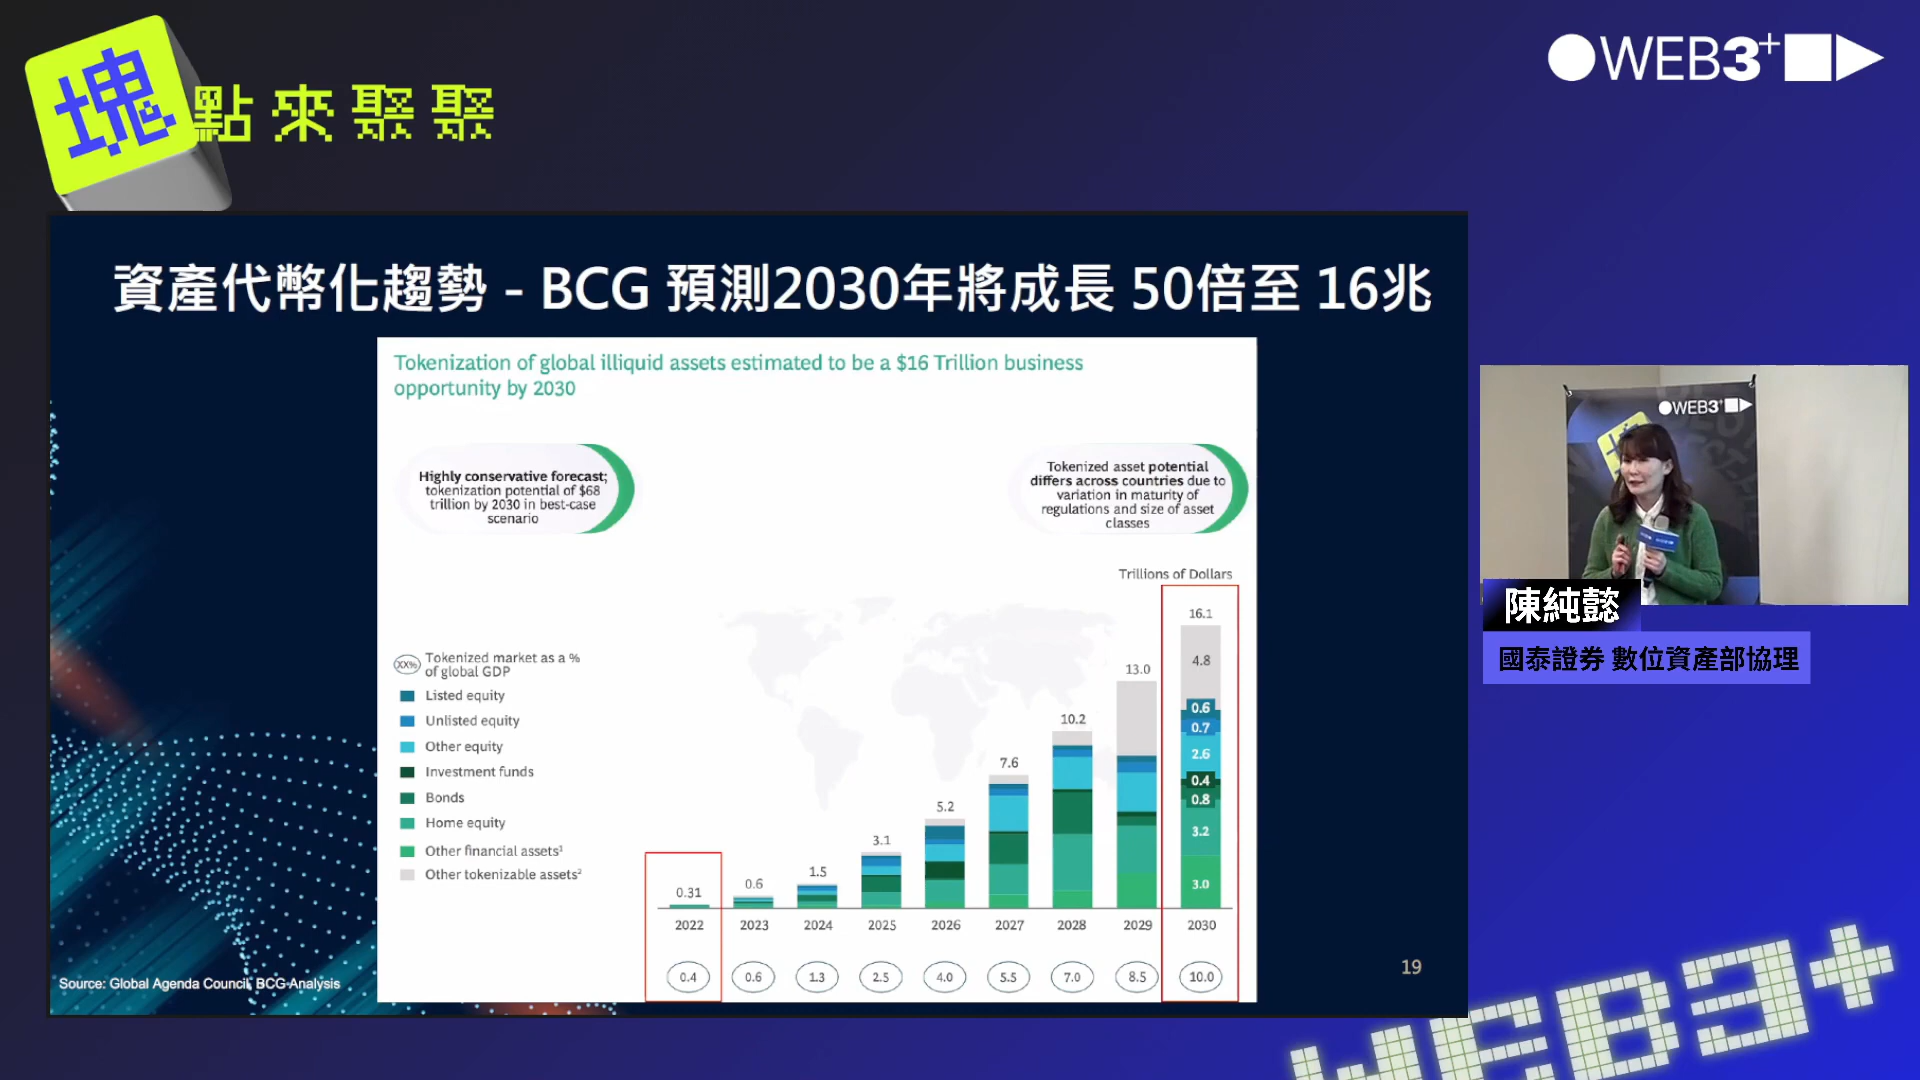 塊點來聚聚
WEB3+
資產代幣化趨勢 - BCG 預測2030年將成長 50倍至 16兆
Tokenization of global illiquid assets estimated to be a $16 Trillion business
opportunity by 2030
Highly conservative forecast;
tokenization potential of $68
trillion by 2030 in best-case
scenario
Tokenized asset potential
differs across countries due to
variation in maturity of
regulations and size of asset
classes
Trillions of Dollars
XX% Tokenized market as a %
of global GDP
Listed equity
Unlisted equity
Other equity
Investment funds
Bonds
Home equity
Other financial assets¹
Other tokenizable assets²
0.31
0.6
1.5
3.1
5.2
7.6
10.2
13.0
16.1
4.8
0.6
0.7
2.6
0.4
0.8
3.2
3.0
2022 2023 2024 2025 2026 2027 2028 2029 2030
0.4 0.6 1.3 2.5 4.0 5.5 7.0 8.5 10.0
Source: Global Agenda Council, BCG Analysis
19
WEB3+
陳純懿
國泰證券 數位資產部協理
WEB3+